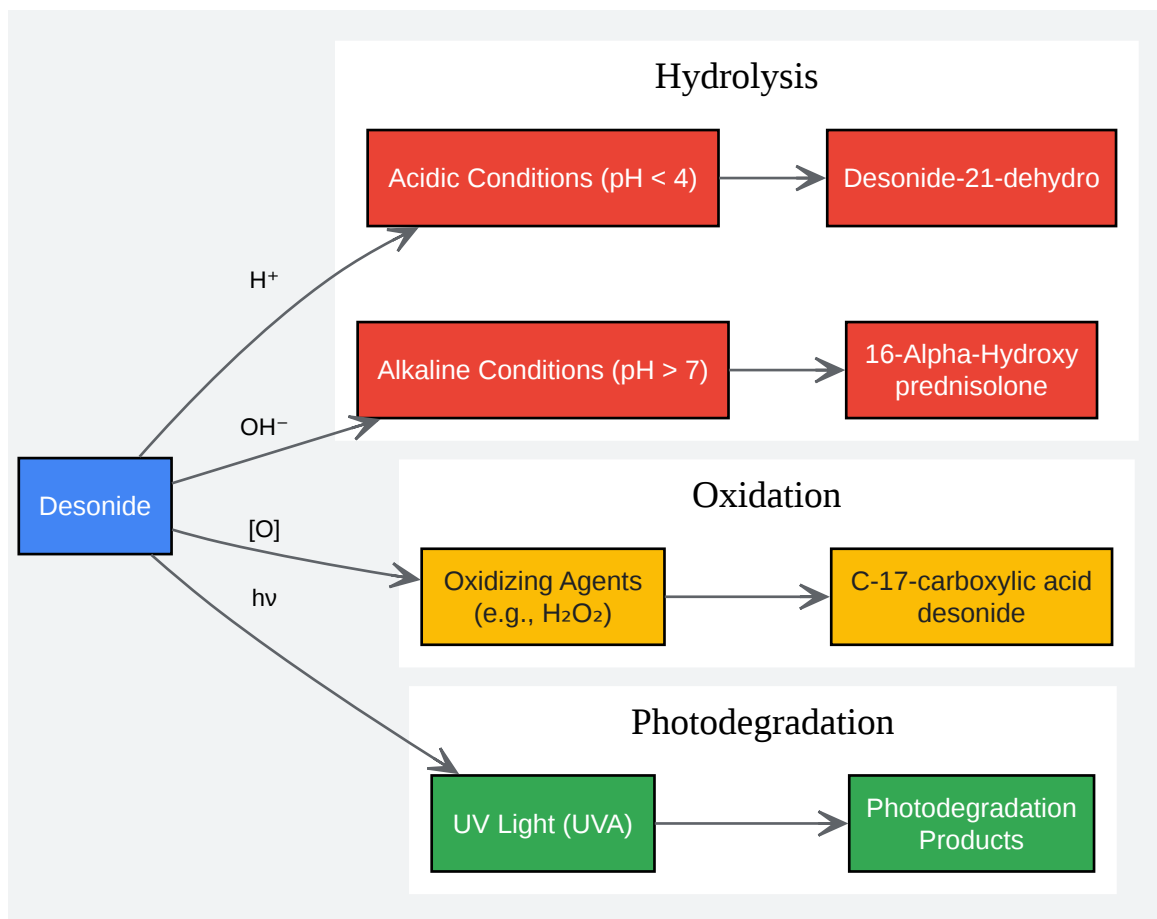 Hydrolysis
Acidic Conditions (pH < 4)
Desonide-21-dehydro
H⁺
Alkaline Conditions (pH > 7)
16-Alpha-Hydroxy
prednisolone
OH⁻
Desonide
Oxidation
[O]
Oxidizing Agents
(e.g., H₂O₂)
C-17-carboxylic acid
desonide
hν
Photodegradation
UV Light (UVA)
Photodegradation
Products